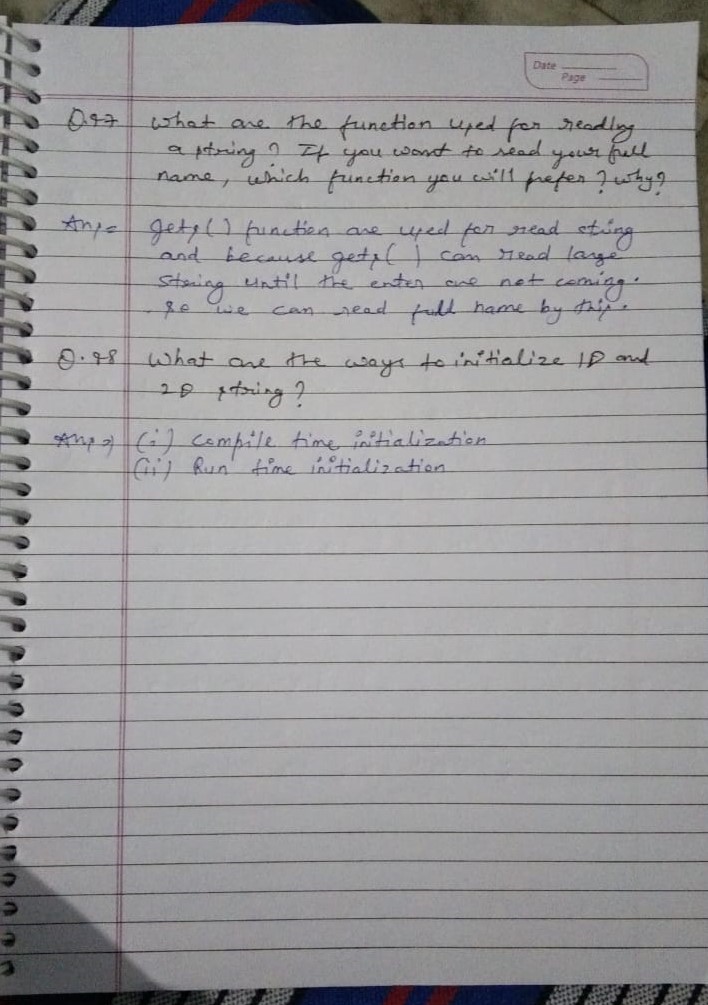 Date
Page
Q.47 What are the function used for reading
a string ? If you want to read your full
name, which function you will prefer ? why?
Ans= gets( ) function are used for read string
and because gets( ) can read large
string until the enter are not coming.
So we can read full name by this.
Q.48 What are the ways to initialize 1D and
2D string ?
Ans⇒ (i) Compile time initialization
(ii) Run time initialization